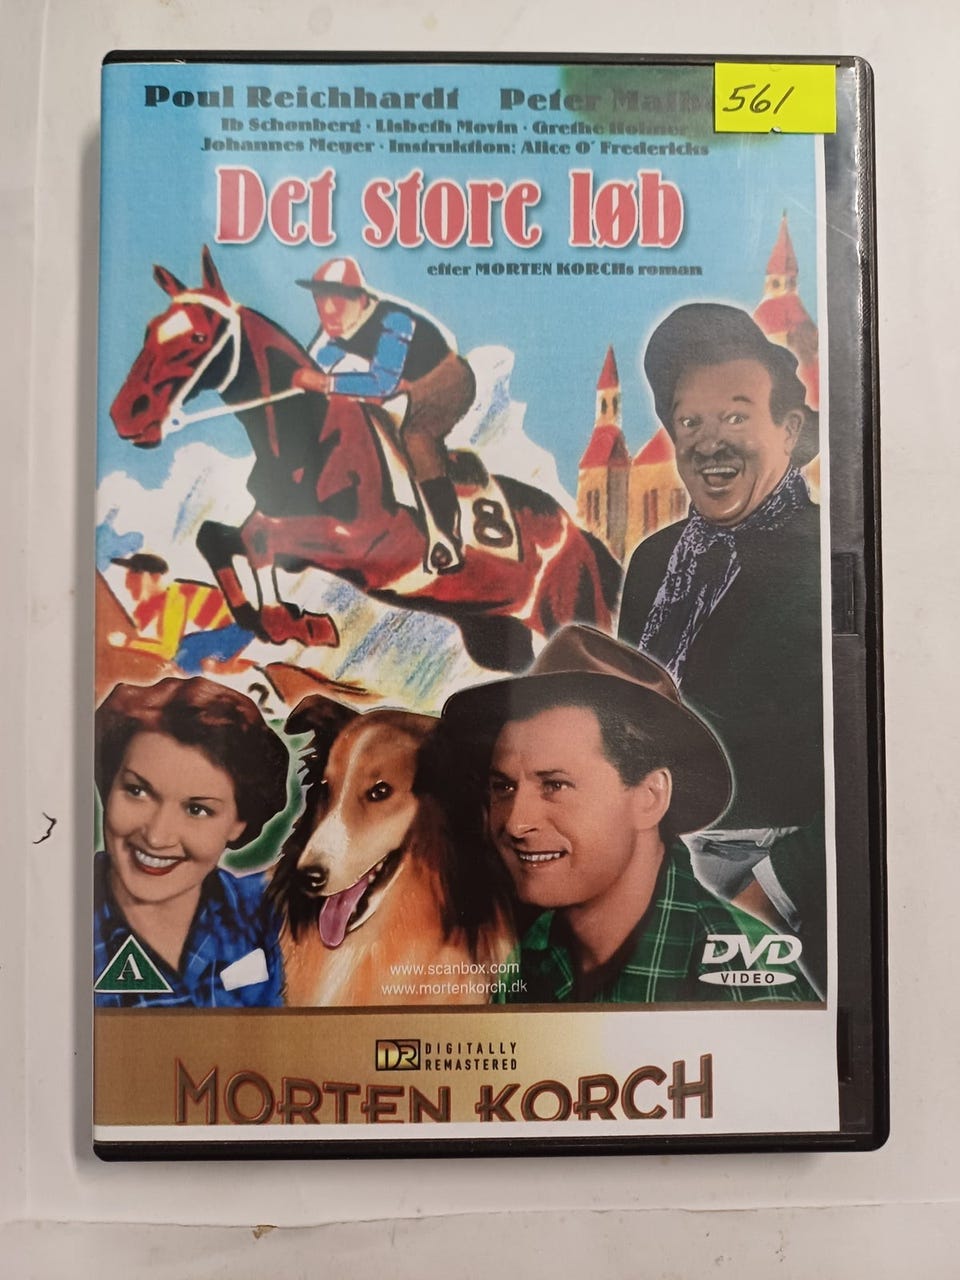 Poul Reichhardt Peter
561
Ib Schønberg · Lisbeth Movin · Grethe Holmer
Johannes Meyer · Instruktion: Alice O' Fredericks
Det store løb
efter MORTEN KORCHs roman
8
2
www.scanbox.com
www.mortenkorch.dk
A
DVD
VIDEO
DR DIGITALLY
REMASTERED
MORTEN KORCH